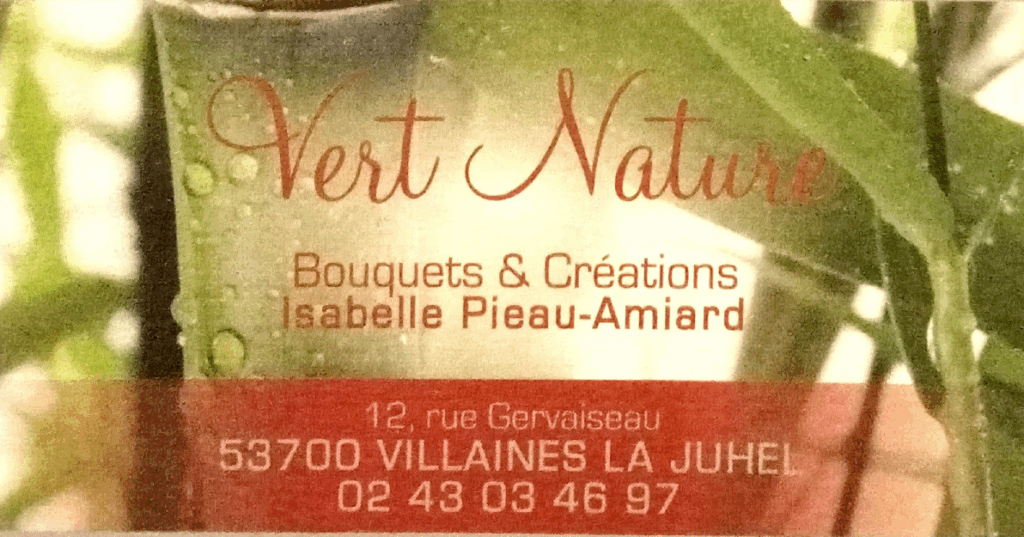 Vert Nature
Bouquets & Créations
Isabelle Pieau-Amiard
12, rue Gervaiseau
53700 VILLAINES LA JUHEL
02 43 03 46 97